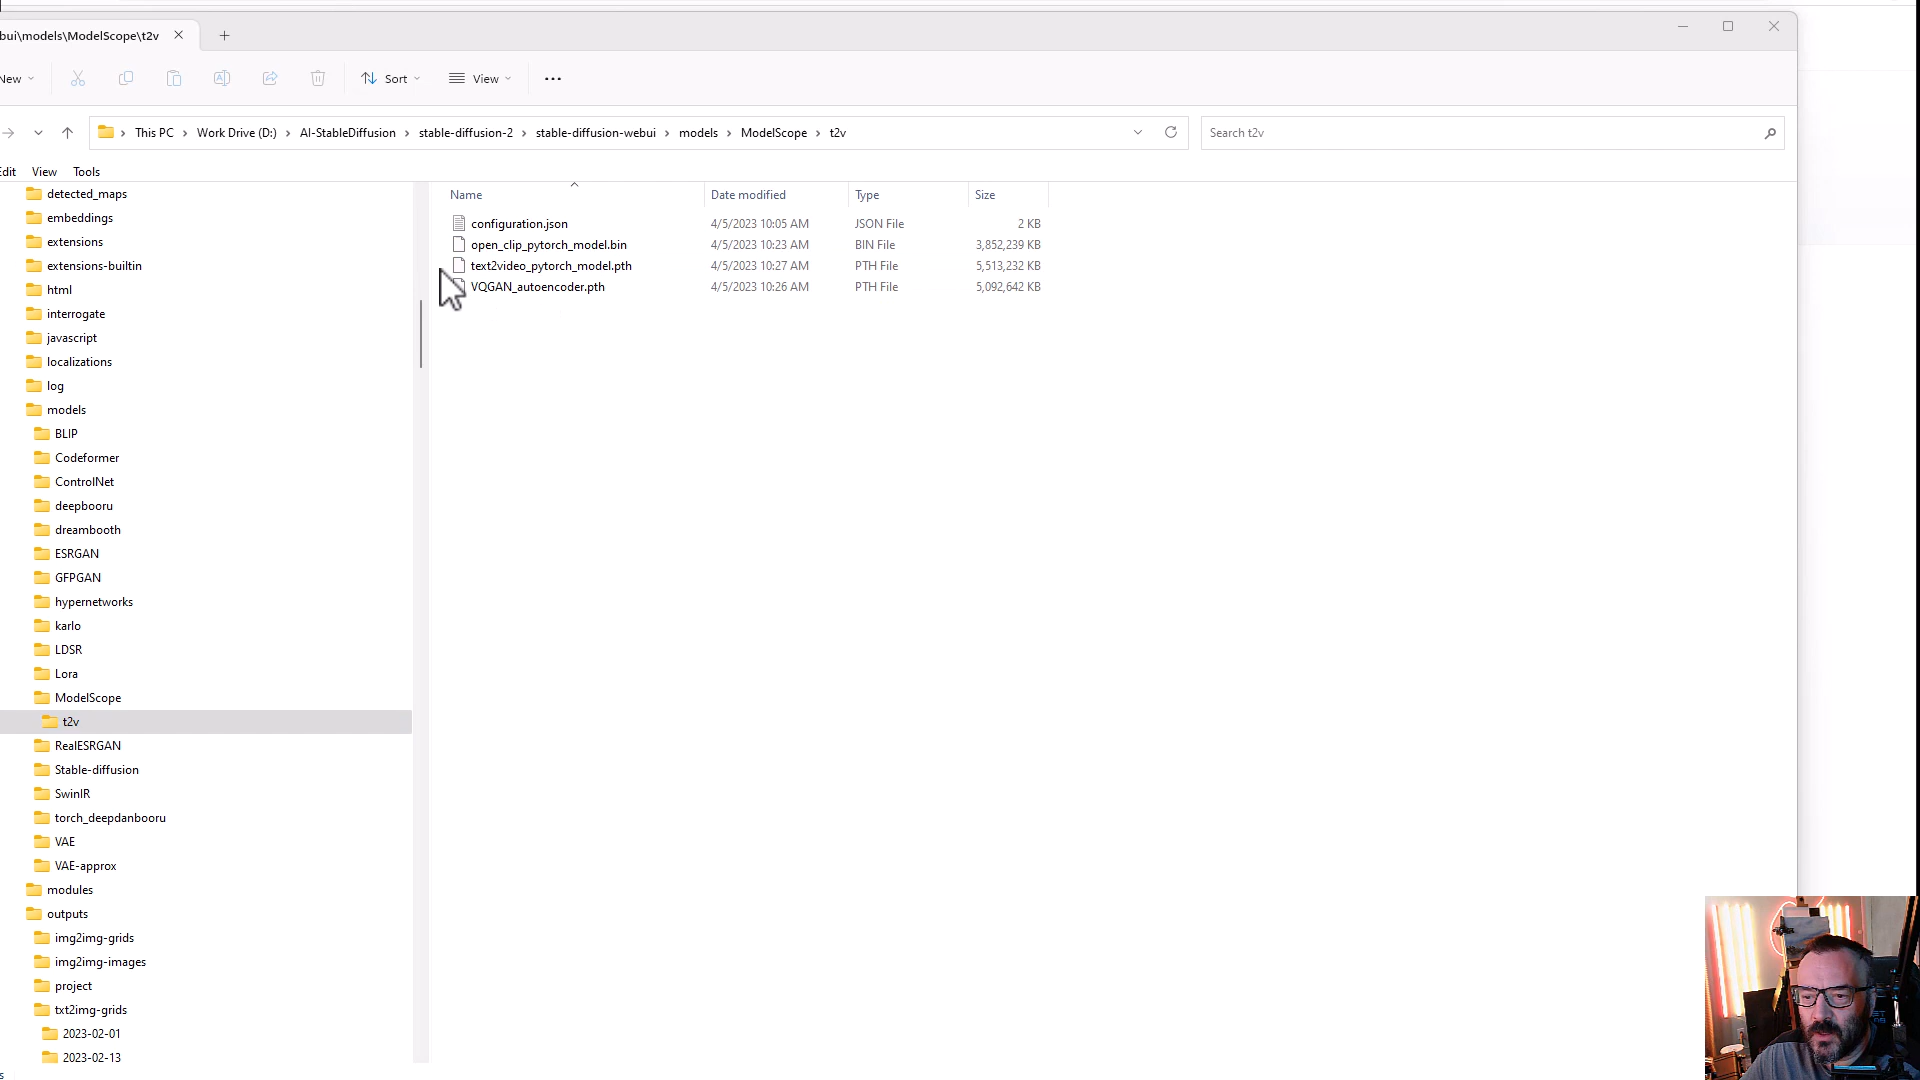 bui\models\ModelScope\t2v
New
Sort
View
This PC
Work Drive (D:)
AI-StableDiffusion
stable-diffusion-2
stable-diffusion-webui
models
ModelScope
t2v
Search t2v
Edit
View
Tools
detected_maps
embeddings
extensions
extensions-builtin
html
interrogate
javascript
localizations
log
models
BLIP
Codeformer
ControlNet
deepbooru
dreambooth
ESRGAN
GFPGAN
hypernetworks
karlo
LDSR
Lora
ModelScope
t2v
RealESRGAN
Stable-diffusion
SwinIR
torch_deepdanbooru
VAE
VAE-approx
modules
outputs
img2img-grids
img2img-images
project
txt2img-grids
2023-02-01
2023-02-13
s
Name Date modified Type Size
configuration.json 4/5/2023 10:05 AM JSON File 2 KB
open_clip_pytorch_model.bin 4/5/2023 10:23 AM BIN File 3,852,239 KB
text2video_pytorch_model.pth 4/5/2023 10:27 AM PTH File 5,513,232 KB
VQGAN_autoencoder.pth 4/5/2023 10:26 AM PTH File 5,092,642 KB